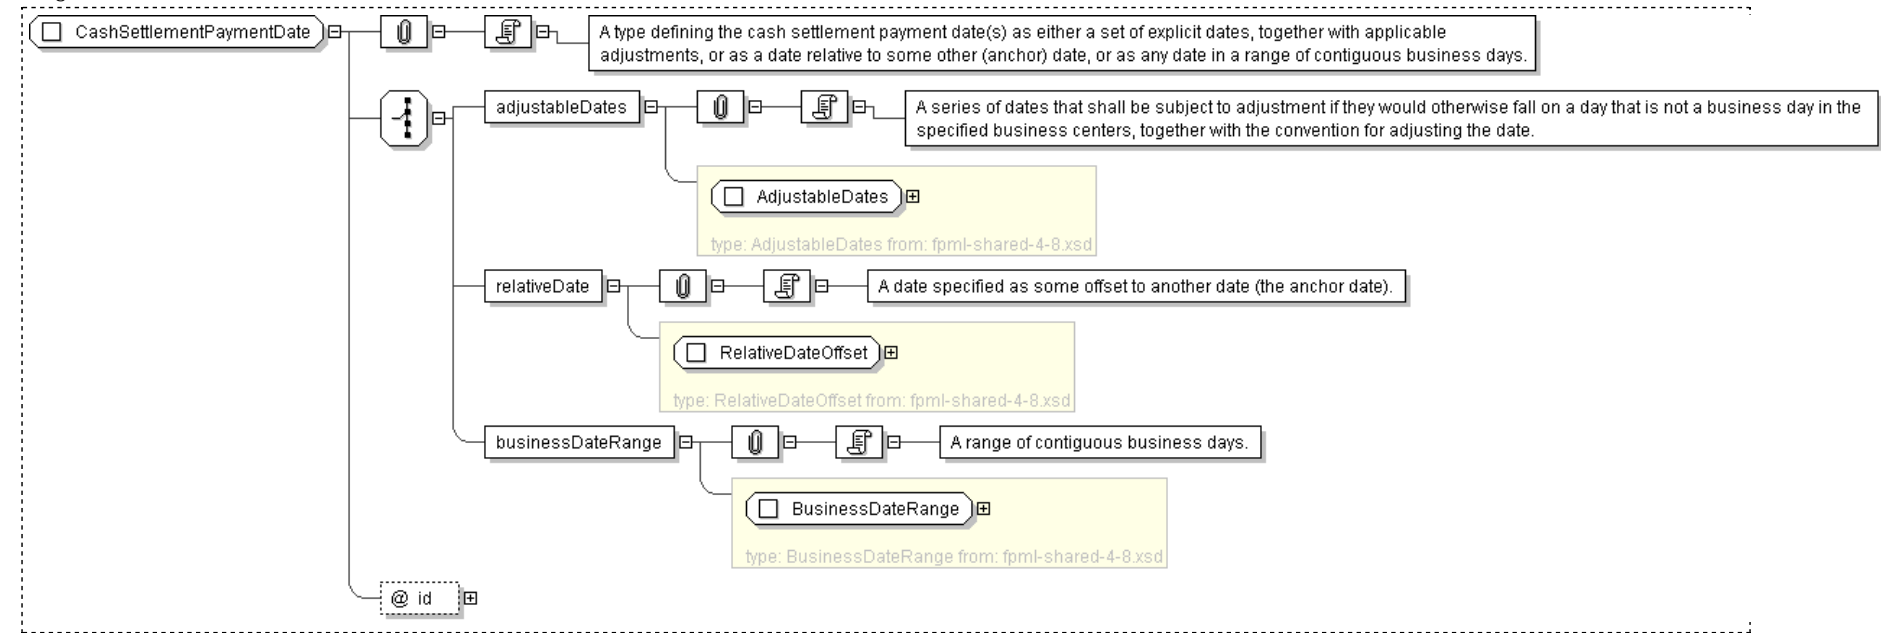 CashSettlementPaymentDate
A type defining the cash settlement payment date(s) as either a set of explicit dates, together with applicable
adjustments, or as a date relative to some other (anchor) date, or as any date in a range of contiguous business days.
adjustableDates
A series of dates that shall be subject to adjustment if they would otherwise fall on a day that is not a business day in the
specified business centers, together with the convention for adjusting the date.
AdjustableDates
type: AdjustableDates from: fpml-shared-4-8.xsd
relativeDate
A date specified as some offset to another date (the anchor date).
RelativeDateOffset
type: RelativeDateOffset from: fpml-shared-4-8.xsd
businessDateRange
A range of contiguous business days.
BusinessDateRange
type: BusinessDateRange from: fpml-shared-4-8.xsd
@ id